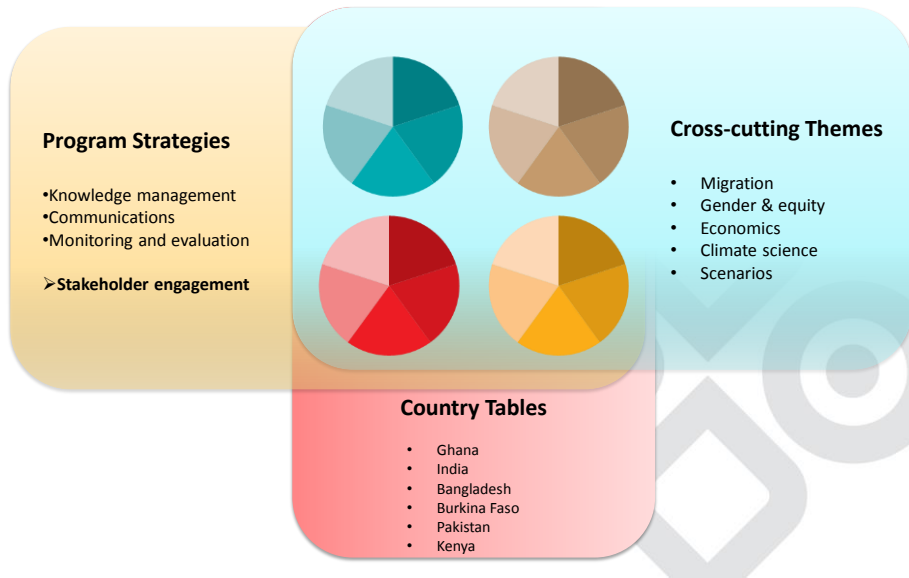 Program Strategies
•Knowledge management
•Communications
•Monitoring and evaluation
➢Stakeholder engagement
Cross-cutting Themes
• Migration
• Gender & equity
• Economics
• Climate science
• Scenarios
Country Tables
• Ghana
• India
• Bangladesh
• Burkina Faso
• Pakistan
• Kenya